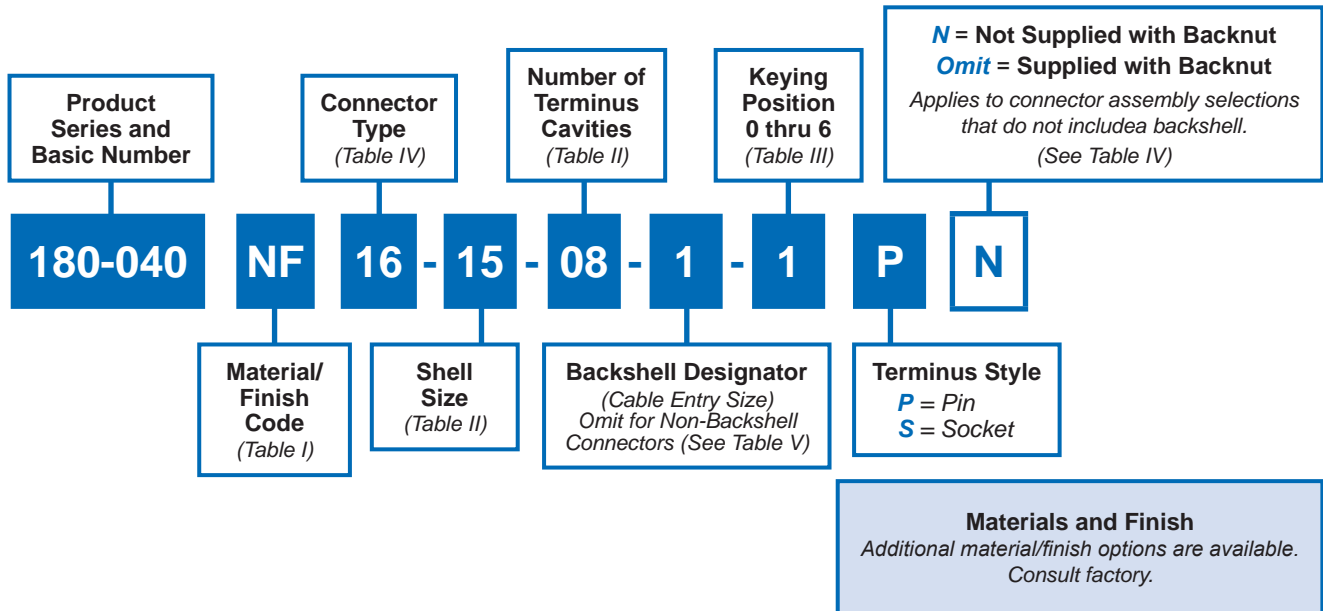 Product
Series and
Basic Number
Connector
Type
(Table IV)
Number of
Terminus
Cavities
(Table II)
Keying
Position
0 thru 6
(Table III)
N = Not Supplied with Backnut
Omit = Supplied with Backnut
Applies to connector assembly selections
that do not includea backshell.
(See Table IV)
180-040 NF 16 - 15 - 08 - 1 - 1 P N
Material/
Finish
Code
(Table I)
Shell
Size
(Table II)
Backshell Designator
(Cable Entry Size)
Omit for Non-Backshell
Connectors (See Table V)
Terminus Style
P = Pin
S = Socket
Materials and Finish
Additional material/finish options are available.
Consult factory.